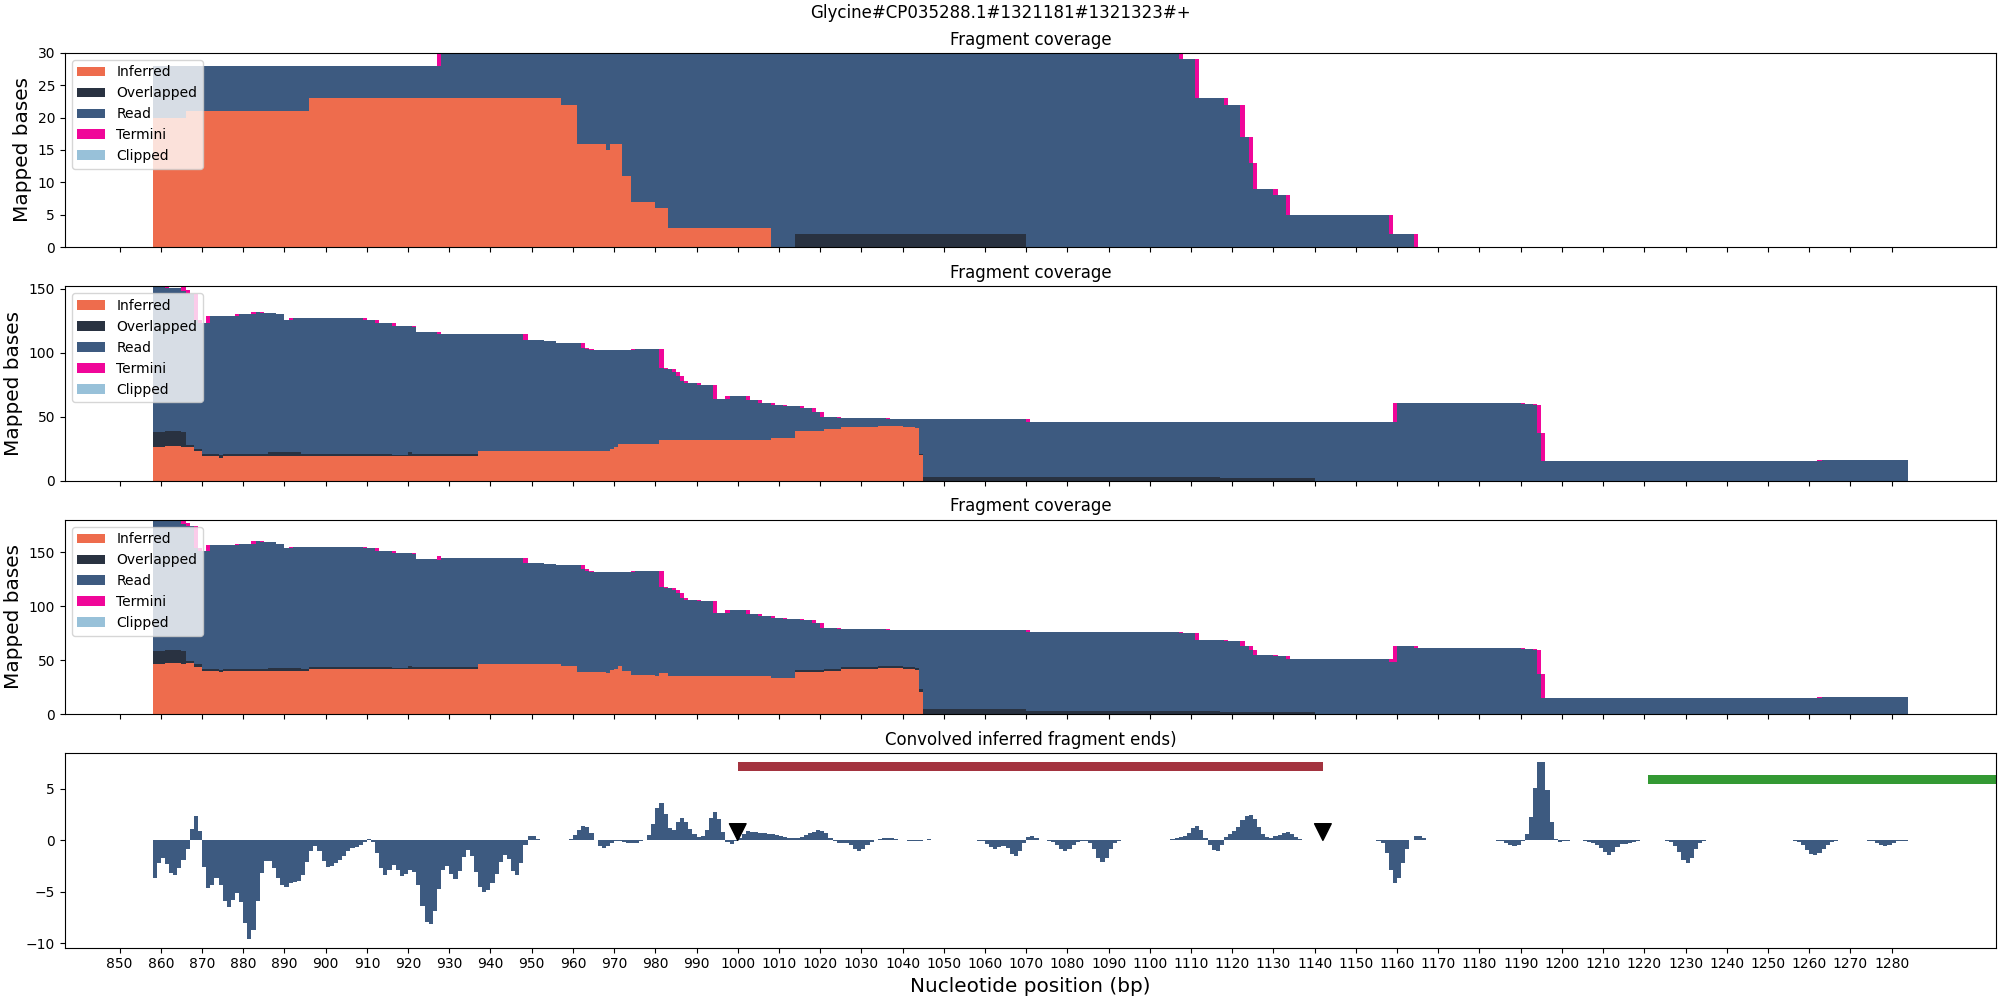 Glycine#CP035288.1#1321181#1321323#+
Fragment coverage
Mapped bases
30
25
20
15
10
5
0
Inferred
Overlapped
Read
Termini
Clipped
Fragment coverage
Mapped bases
150
100
50
0
Inferred
Overlapped
Read
Termini
Clipped
Fragment coverage
Mapped bases
150
100
50
0
Inferred
Overlapped
Read
Termini
Clipped
Convolved inferred fragment ends)
5
0
−5
−10
850 860 870 880 890 900 910 920 930 940 950 960 970 980 990 1000 1010 1020 1030 1040 1050 1060 1070 1080 1090 1100 1110 1120 1130 1140 1150 1160 1170 1180 1190 1200 1210 1220 1230 1240 1250 1260 1270 1280
Nucleotide position (bp)